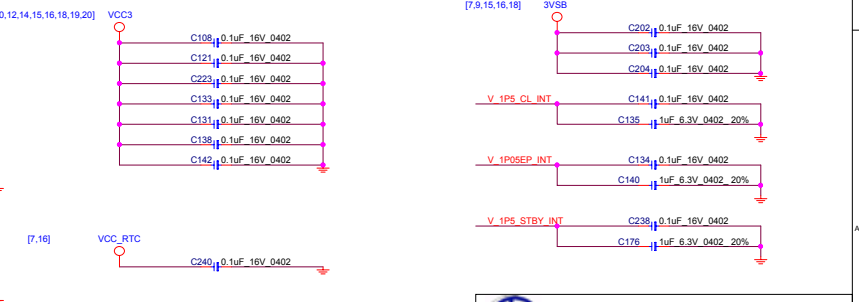 0,12,14,15,16,18,19,20] VCC3
C108 0.1uF_16V_0402
C121 0.1uF_16V_0402
C223 0.1uF_16V_0402
C133 0.1uF_16V_0402
C131 0.1uF_16V_0402
C138 0.1uF_16V_0402
C142 0.1uF_16V_0402
[7,16] VCC_RTC
C240 0.1uF_16V_0402
[7,9,15,16,18] 3VSB
C202 0.1uF_16V_0402
C203 0.1uF_16V_0402
C204 0.1uF_16V_0402
V_1P5_CL_INT C141 0.1uF_16V_0402
C135 1uF_6.3V_0402_20%
V_1P05EP_INT C134 0.1uF_16V_0402
C140 1uF_6.3V_0402_20%
V_1P5_STBY_INT C238 0.1uF_16V_0402
C176 1uF_6.3V_0402_20%
A